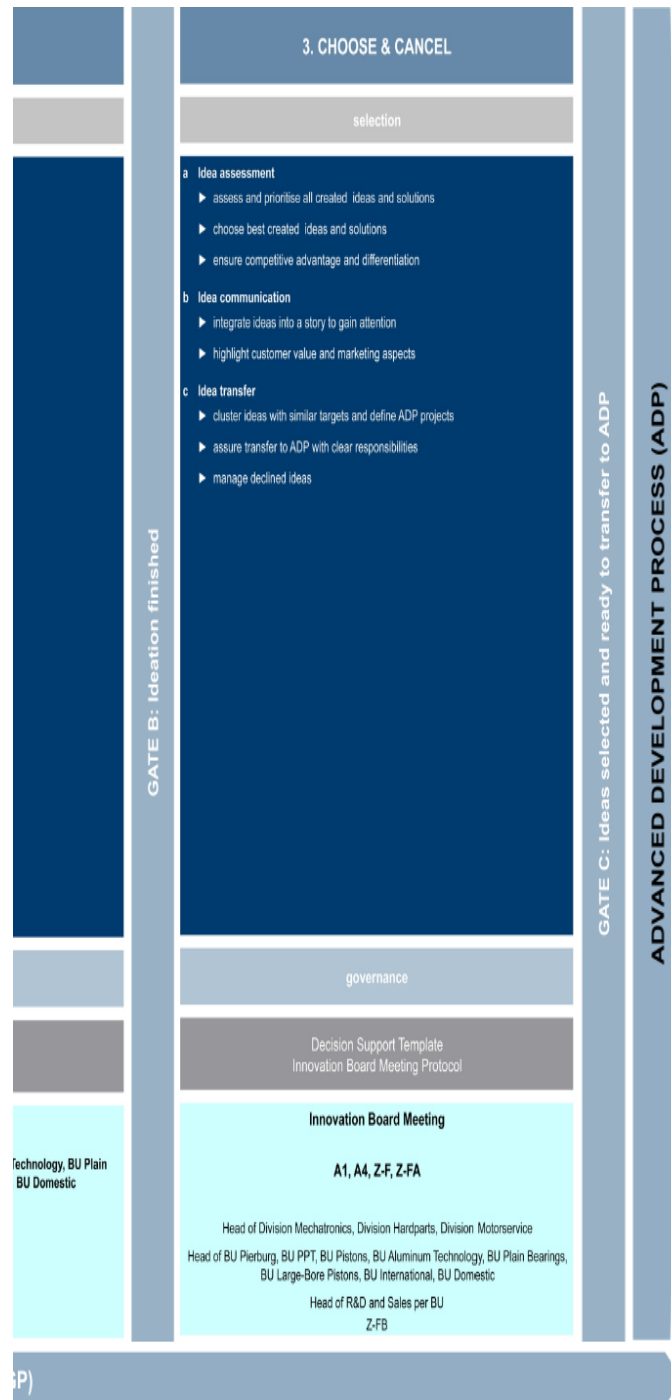 3. CHOOSE & CANCEL
selection
a Idea assessment
► assess and prioritise all created ideas and solutions
► choose best created ideas and solutions
► ensure competitive advantage and differentiation
b Idea communication
► integrate ideas into a story to gain attention
► highlight customer value and marketing aspects
c Idea transfer
► cluster ideas with similar targets and define ADP projects
► assure transfer to ADP with clear responsibilities
► manage declined ideas
GATE B: Ideation finished
GATE C: Ideas selected and ready to transfer to ADP
ADVANCED DEVELOPMENT PROCESS (ADP)
governance
Decision Support Template
Innovation Board Meeting Protocol
Technology, BU Plain
BU Domestic
Innovation Board Meeting
A1, A4, Z-F, Z-FA
Head of Division Mechatronics, Division Hardparts, Division Motorservice
Head of BU Pierburg, BU PPT, BU Pistons, BU Aluminum Technology, BU Plain Bearings,
BU Large-Bore Pistons, BU International, BU Domestic
Head of R&D and Sales per BU
Z-FB